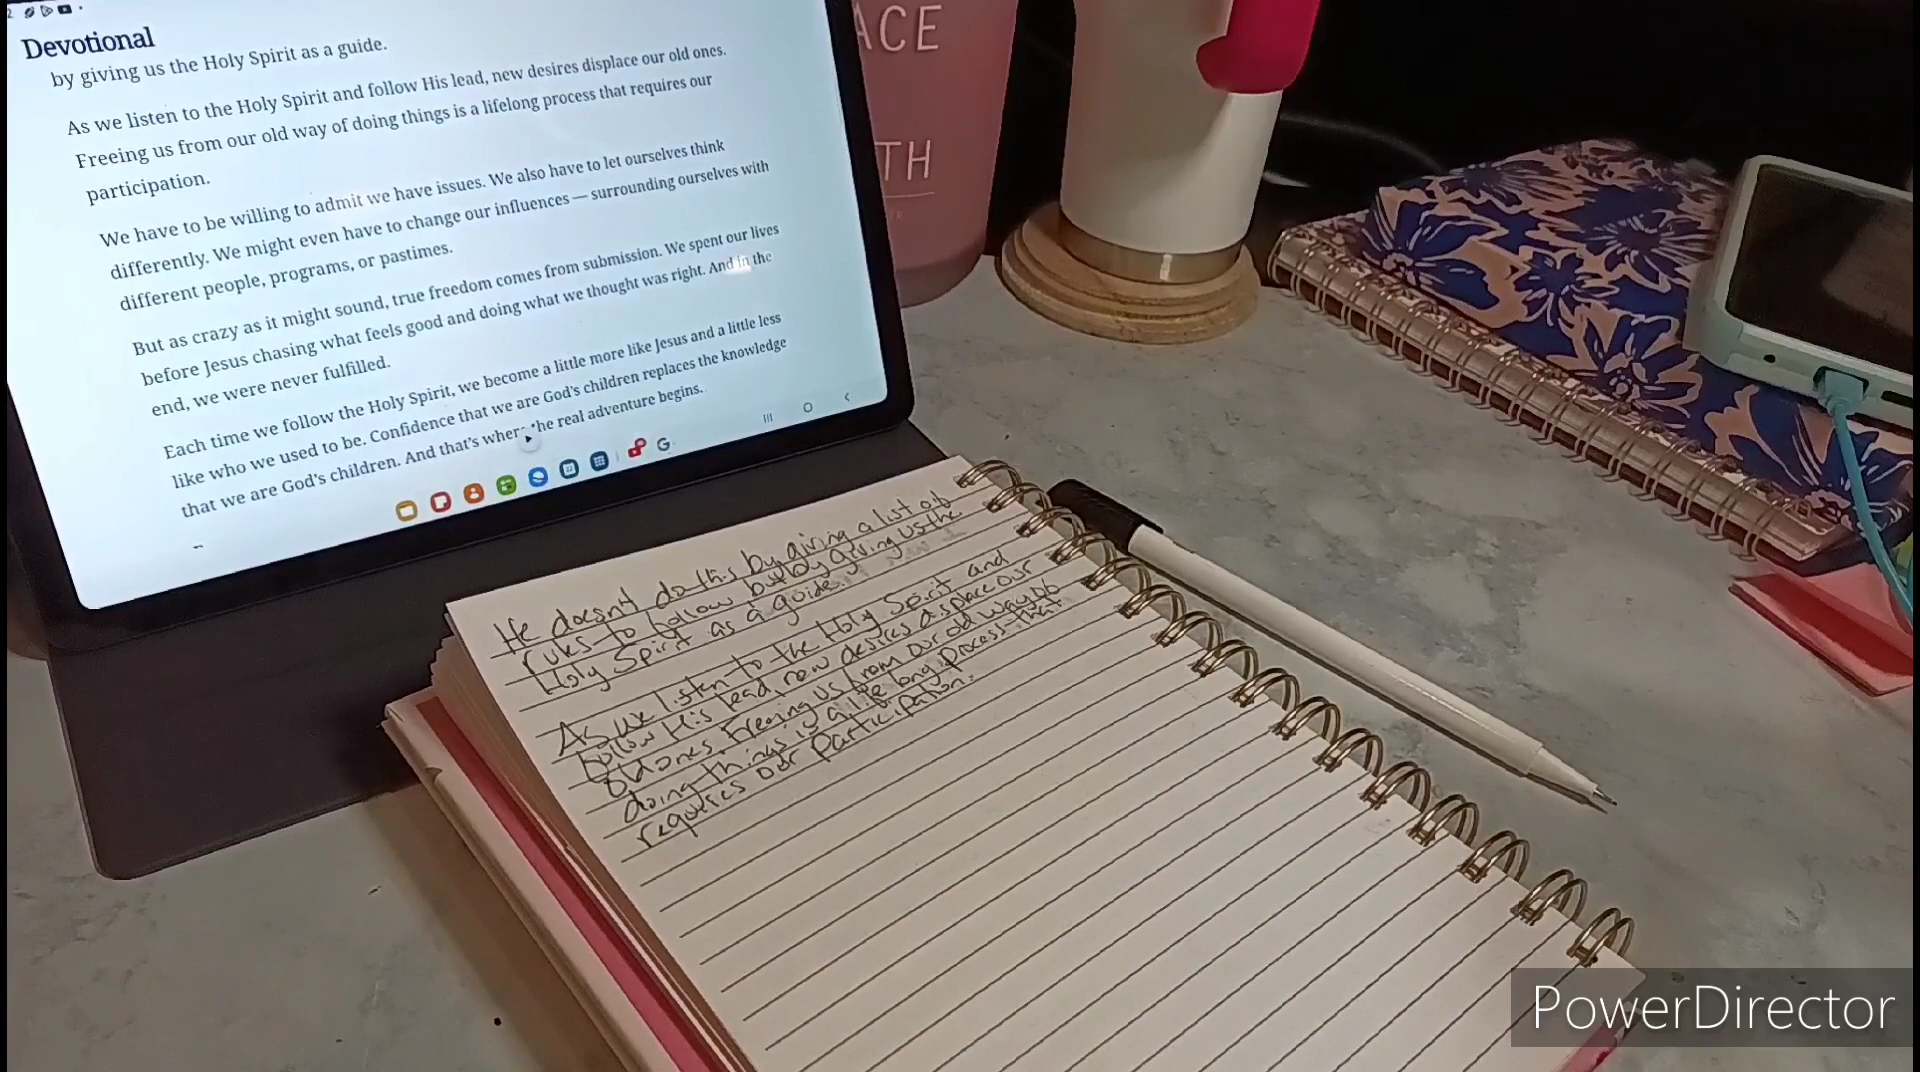 Devotional
by giving us the Holy Spirit as a guide.
As we listen to the Holy Spirit and follow His lead, new desires displace our old ones.
Freeing us from our old way of doing things is a lifelong process that requires our
participation.
We have to be willing to admit we have issues. We also have to let ourselves think
differently. We might even have to change our influences — surrounding ourselves with
different people, programs, or pastimes.
But as crazy as it might sound, true freedom comes from submission. We spent our lives
before Jesus chasing what feels good and doing what we thought was right. And in the
end, we were never fulfilled.
Each time we follow the Holy Spirit, we become a little more like Jesus and a little less
like who we used to be. Confidence that we are God's children replaces the knowledge
that we are God's children. And that's where the real adventure begins.
ACE
TH
He doesnt do this by giving a list of
rules to follow but by giving us the
Holy Spirit as a guide.
As we listen to the Holy Spirit and
follow His lead, new desires displace our
old ones. Freeing us from our old way of
doing things is a life long process that
requires our participation.
PowerDirector